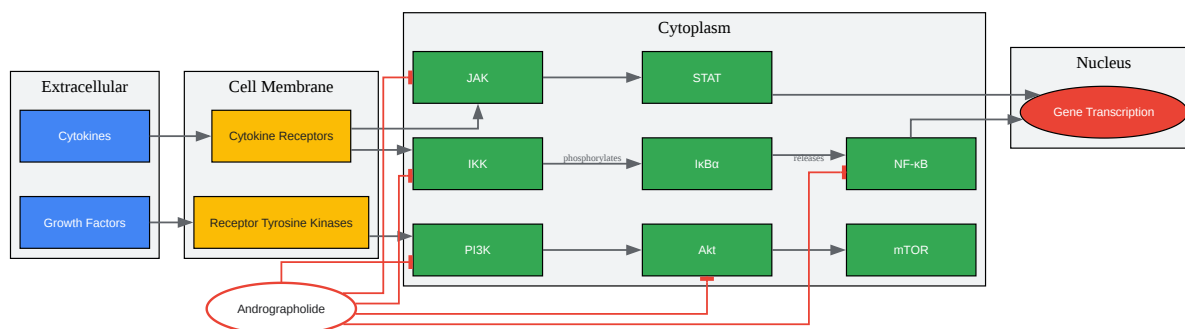 Extracellular
Cell Membrane
Cytoplasm
Nucleus
Cytokines
Cytokine Receptors
JAK
STAT
Gene Transcription
IKK
phosphorylates
IκBα
releases
NF-κB
Growth Factors
Receptor Tyrosine Kinases
PI3K
Akt
mTOR
Andrographolide